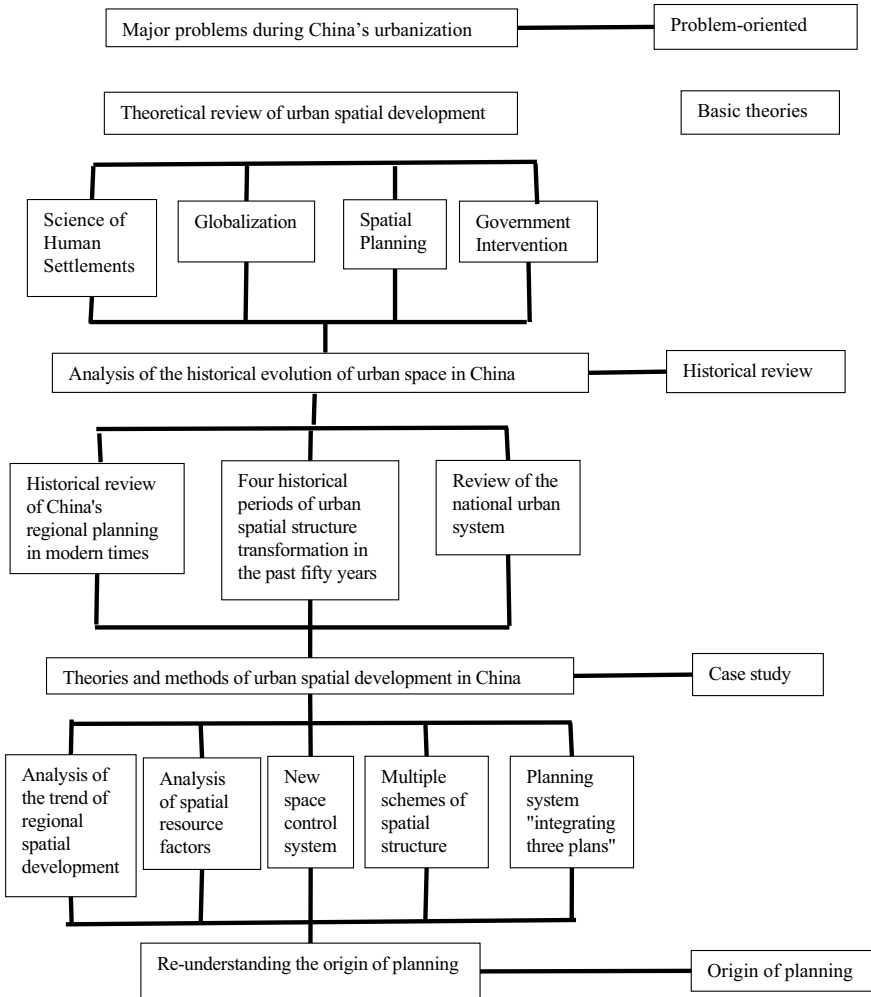 Major problems during China’s urbanization
Problem-oriented
Theoretical review of urban spatial development
Basic theories
Science of
Human
Settlements
Globalization
Spatial
Planning
Government
Intervention
Analysis of the historical evolution of urban space in China
Historical review
Historical review
of China's
regional planning
in modern times
Four historical
periods of urban
spatial structure
transformation in
the past fifty years
Review of the
national urban
system
Theories and methods of urban spatial development in China
Case study
Analysis of
the trend of
regional
spatial
development
Analysis
of spatial
resource
factors
New
space
control
system
Multiple
schemes of
spatial
structure
Planning
system
"integrating
three plans"
Re-understanding the origin of planning
Origin of planning